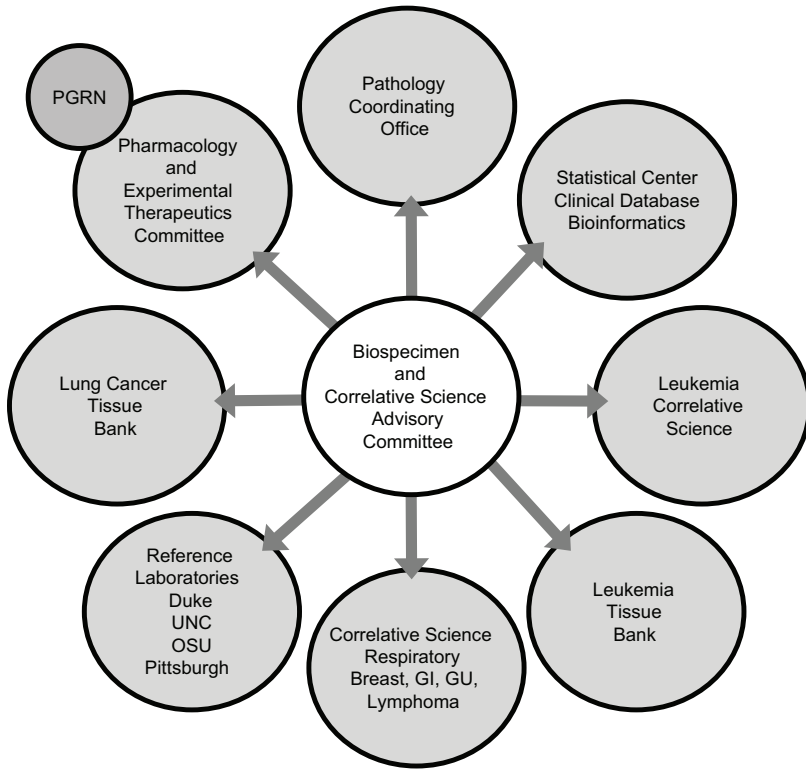 PGRN
Pharmacology
and
Experimental
Therapeutics
Committee
Pathology
Coordinating
Office
Statistical Center
Clinical Database
Bioinformatics
Lung Cancer
Tissue
Bank
Biospecimen
and
Correlative Science
Advisory
Committee
Leukemia
Correlative
Science
Reference
Laboratories
Duke
UNC
OSU
Pittsburgh
Correlative Science
Respiratory
Breast, GI, GU,
Lymphoma
Leukemia
Tissue
Bank